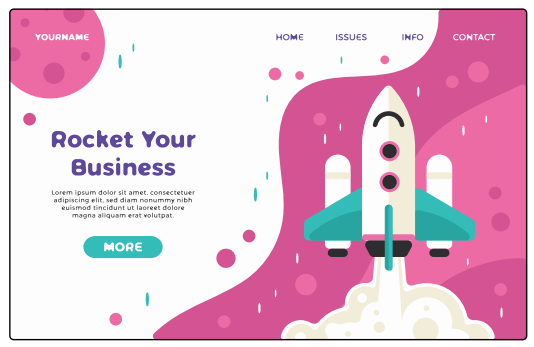 YOURNAME HOME ISSUES INFO CONTACT
Rocket Your
Business
Lorem ipsum dolor sit amet, consectetuer
adipiscing elit, sed diam nonummy nibh
euismod tincidunt ut laoreet dolore
magna aliquam erat volutpat.
MORE